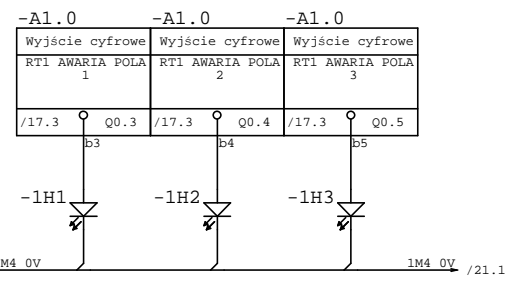 -A1.0 -A1.0 -A1.0
Wyjście cyfrowe Wyjście cyfrowe Wyjście cyfrowe
RT1 AWARIA POLA RT1 AWARIA POLA RT1 AWARIA POLA
1 2 3
/17.3 Q0.3 /17.3 Q0.4 /17.3 Q0.5
b3 b4 b5
-1H1 -1H2 -1H3
M4 0V 1M4 0V
/21.1